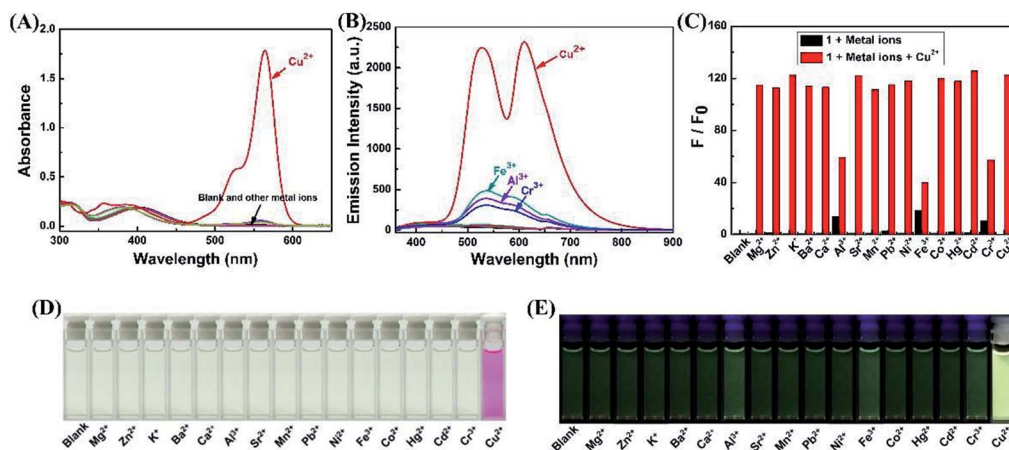 (A)
2.0
1.5
1.0
0.5
0.0
Absorbance
Cu2+
Blank and other metal ions
300
400
500
600
Wavelength (nm)
(B)
2500
2000
1500
1000
500
0
Emission Intensity (a.u.)
Cu2+
Fe3+
Al3+
Cr3+
400
500
600
700
800
900
Wavelength (nm)
(C)
160
120
80
40
0
F / F0
1 + Metal ions
1 + Metal ions + Cu2+
Blank Mg2+ Zn2+ K+ Ba2+ Ca2+ Al3+ Sr2+ Mn2+ Pb2+ Ni2+ Fe3+ Co2+ Hg2+ Cd2+ Cr3+ Cu2+
(D)
Blank Mg2+ Zn2+ K+ Ba2+ Ca2+ Al3+ Sr2+ Mn2+ Pb2+ Ni2+ Fe3+ Co2+ Hg2+ Cd2+ Cr3+ Cu2+
(E)
Blank Mg2+ Zn2+ K+ Ba2+ Ca2+ Al3+ Sr2+ Mn2+ Pb2+ Ni2+ Fe3+ Co2+ Hg2+ Cd2+ Cr3+ Cu2+